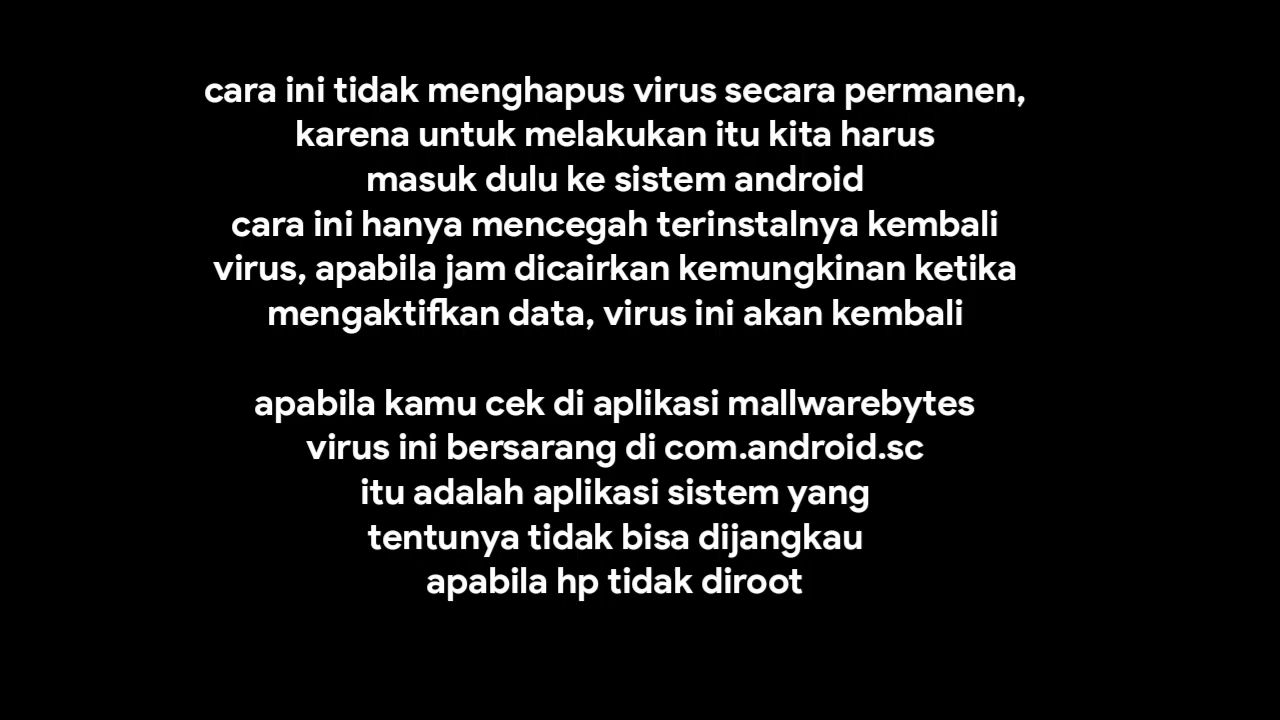 cara ini tidak menghapus virus secara permanen,
karena untuk melakukan itu kita harus
masuk dulu ke sistem android
cara ini hanya mencegah terinstalnya kembali
virus, apabila jam dicairkan kemungkinan ketika
mengaktifkan data, virus ini akan kembali
apabila kamu cek di aplikasi mallwarebytes
virus ini bersarang di com.android.sc
itu adalah aplikasi sistem yang
tentunya tidak bisa dijangkau
apabila hp tidak diroot